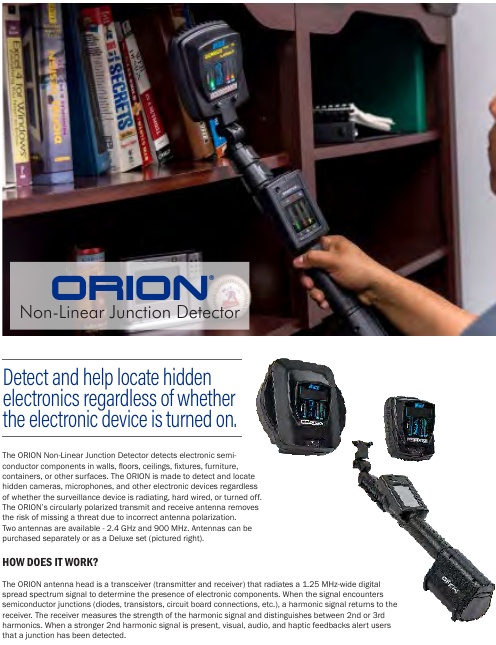 Excel 4 for Windows
SECRETS
ORION®
Non-Linear Junction Detector
Detect and help locate hidden
electronics regardless of whether
the electronic device is turned on.
The ORION Non-Linear Junction Detector detects electronic semi-
conductor components in walls, floors, ceilings, fixtures, furniture,
containers, or other surfaces. The ORION is made to detect and locate
hidden cameras, microphones, and other electronic devices regardless
of whether the surveillance device is radiating, hard wired, or turned off.
The ORION's circularly polarized transmit and receive antenna removes
the risk of missing a threat due to incorrect antenna polarization.
Two antennas are available - 2.4 GHz and 900 MHz. Antennas can be
purchased separately or as a Deluxe set (pictured right).
HOW DOES IT WORK?
The ORION antenna head is a transceiver (transmitter and receiver) that radiates a 1.25 MHz-wide digital
spread spectrum signal to determine the presence of electronic components. When the signal encounters
semiconductor junctions (diodes, transistors, circuit board connections, etc.), a harmonic signal returns to the
receiver. The receiver measures the strength of the harmonic signal and distinguishes between 2nd or 3rd
harmonics. When a stronger 2nd harmonic signal is present, visual, audio, and haptic feedbacks alert users
that a junction has been detected.